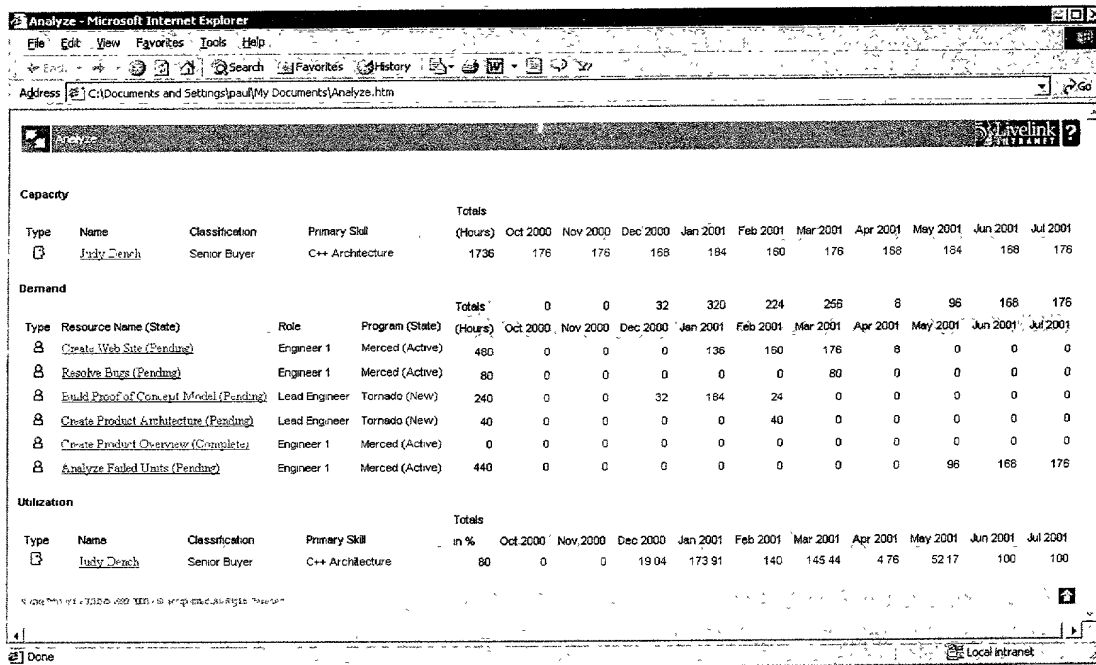 Analyze - Microsoft Internet Explorer
File Edit View Favorites Tools Help
Search Favorites History
Address C:\Documents and Settings\paul\My Documents\Analyze.htm Go
Analyze Livelink INTRANET ?
Capacity
Totals
Type Name Classification Primary Skill (Hours) Oct 2000 Nov 2000 Dec 2000 Jan 2001 Feb 2001 Mar 2001 Apr 2001 May 2001 Jun 2001 Jul 2001
Judy Dench Senior Buyer C++ Architecture 1736 176 176 168 184 160 176 168 184 168 176
Demand
Totals 0 0 32 320 224 256 8 96 168 176
Type Resource Name (State) Role Program (State) (Hours) Oct 2000 Nov 2000 Dec 2000 Jan 2001 Feb 2001 Mar 2001 Apr 2001 May 2001 Jun 2001 Jul 2001
Create Web Site (Pending) Engineer 1 Merced (Active) 480 0 0 0 136 160 176 8 0 0 0
Resolve Bugs (Pending) Engineer 1 Merced (Active) 80 0 0 0 0 0 80 0 0 0 0
Build Proof of Concept Model (Pending) Lead Engineer Tornado (New) 240 0 0 32 184 24 0 0 0 0 0
Create Product Architecture (Pending) Lead Engineer Tornado (New) 40 0 0 0 0 40 0 0 0 0 0
Create Product Overview (Complete) Engineer 1 Merced (Active) 0 0 0 0 0 0 0 0 0 0 0
Analyze Failed Units (Pending) Engineer 1 Merced (Active) 440 0 0 0 0 0 0 0 96 168 176
Utilization
Totals
Type Name Classification Primary Skill in % Oct 2000 Nov 2000 Dec 2000 Jan 2001 Feb 2001 Mar 2001 Apr 2001 May 2001 Jun 2001 Jul 2001
Judy Dench Senior Buyer C++ Architecture 80 0 0 19 04 173 91 140 145 44 4 76 52 17 100 100
Done Local intranet